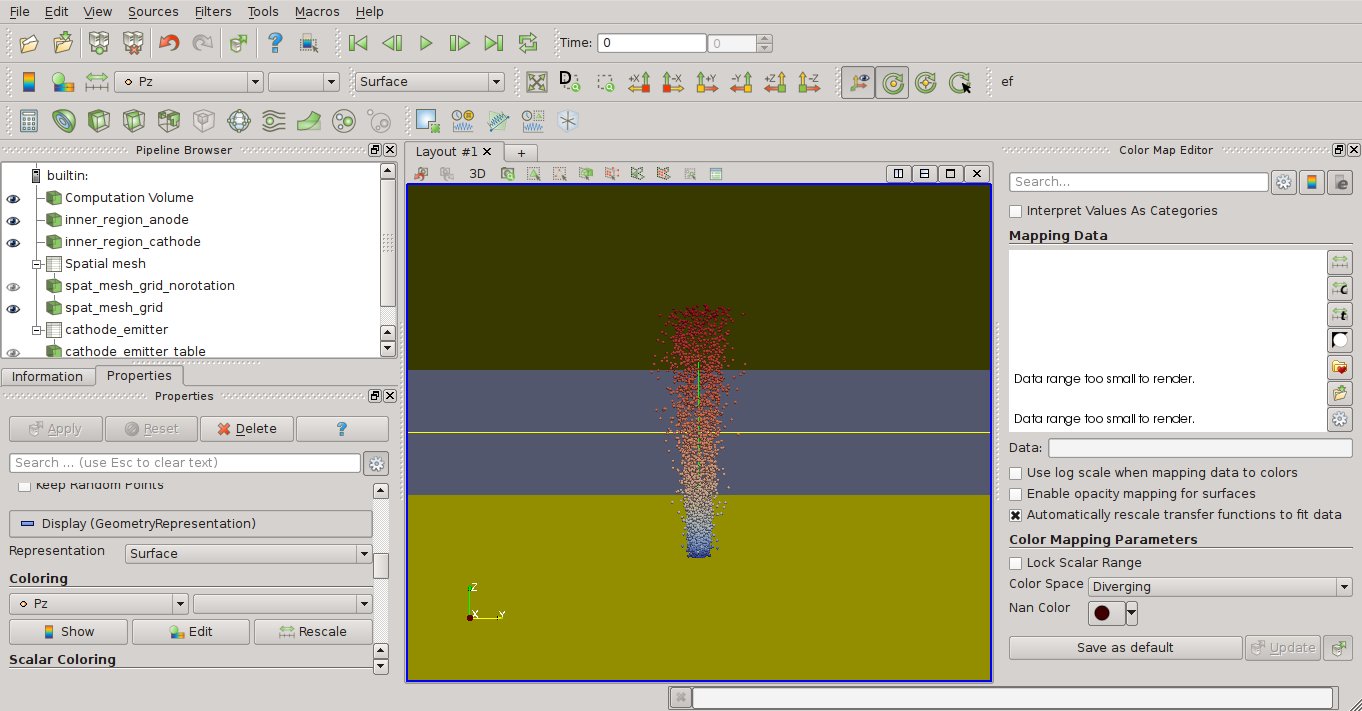 File Edit View Sources Filters Tools Macros Help
Time: 0 0
Pz Surface D +X -X +Y -Y +Z -Z ef
Pipeline Browser
builtin:
Computation Volume
inner_region_anode
inner_region_cathode
Spatial mesh
spat_mesh_grid_norotation
spat_mesh_grid
cathode_emitter
cathode_emitter_table
Information Properties
Properties
Apply Reset Delete ?
Search ... (use Esc to clear text)
Keep Random Points
Display (GeometryRepresentation)
Representation Surface
Coloring
Pz
Show Edit Rescale
Scalar Coloring
Layout #1 +
3D
Z
X Y
Color Map Editor
Search...
Interpret Values As Categories
Mapping Data
Data range too small to render.
Data range too small to render.
Data:
Use log scale when mapping data to colors
Enable opacity mapping for surfaces
Automatically rescale transfer functions to fit data
Color Mapping Parameters
Lock Scalar Range
Color Space Diverging
Nan Color
Save as default Update